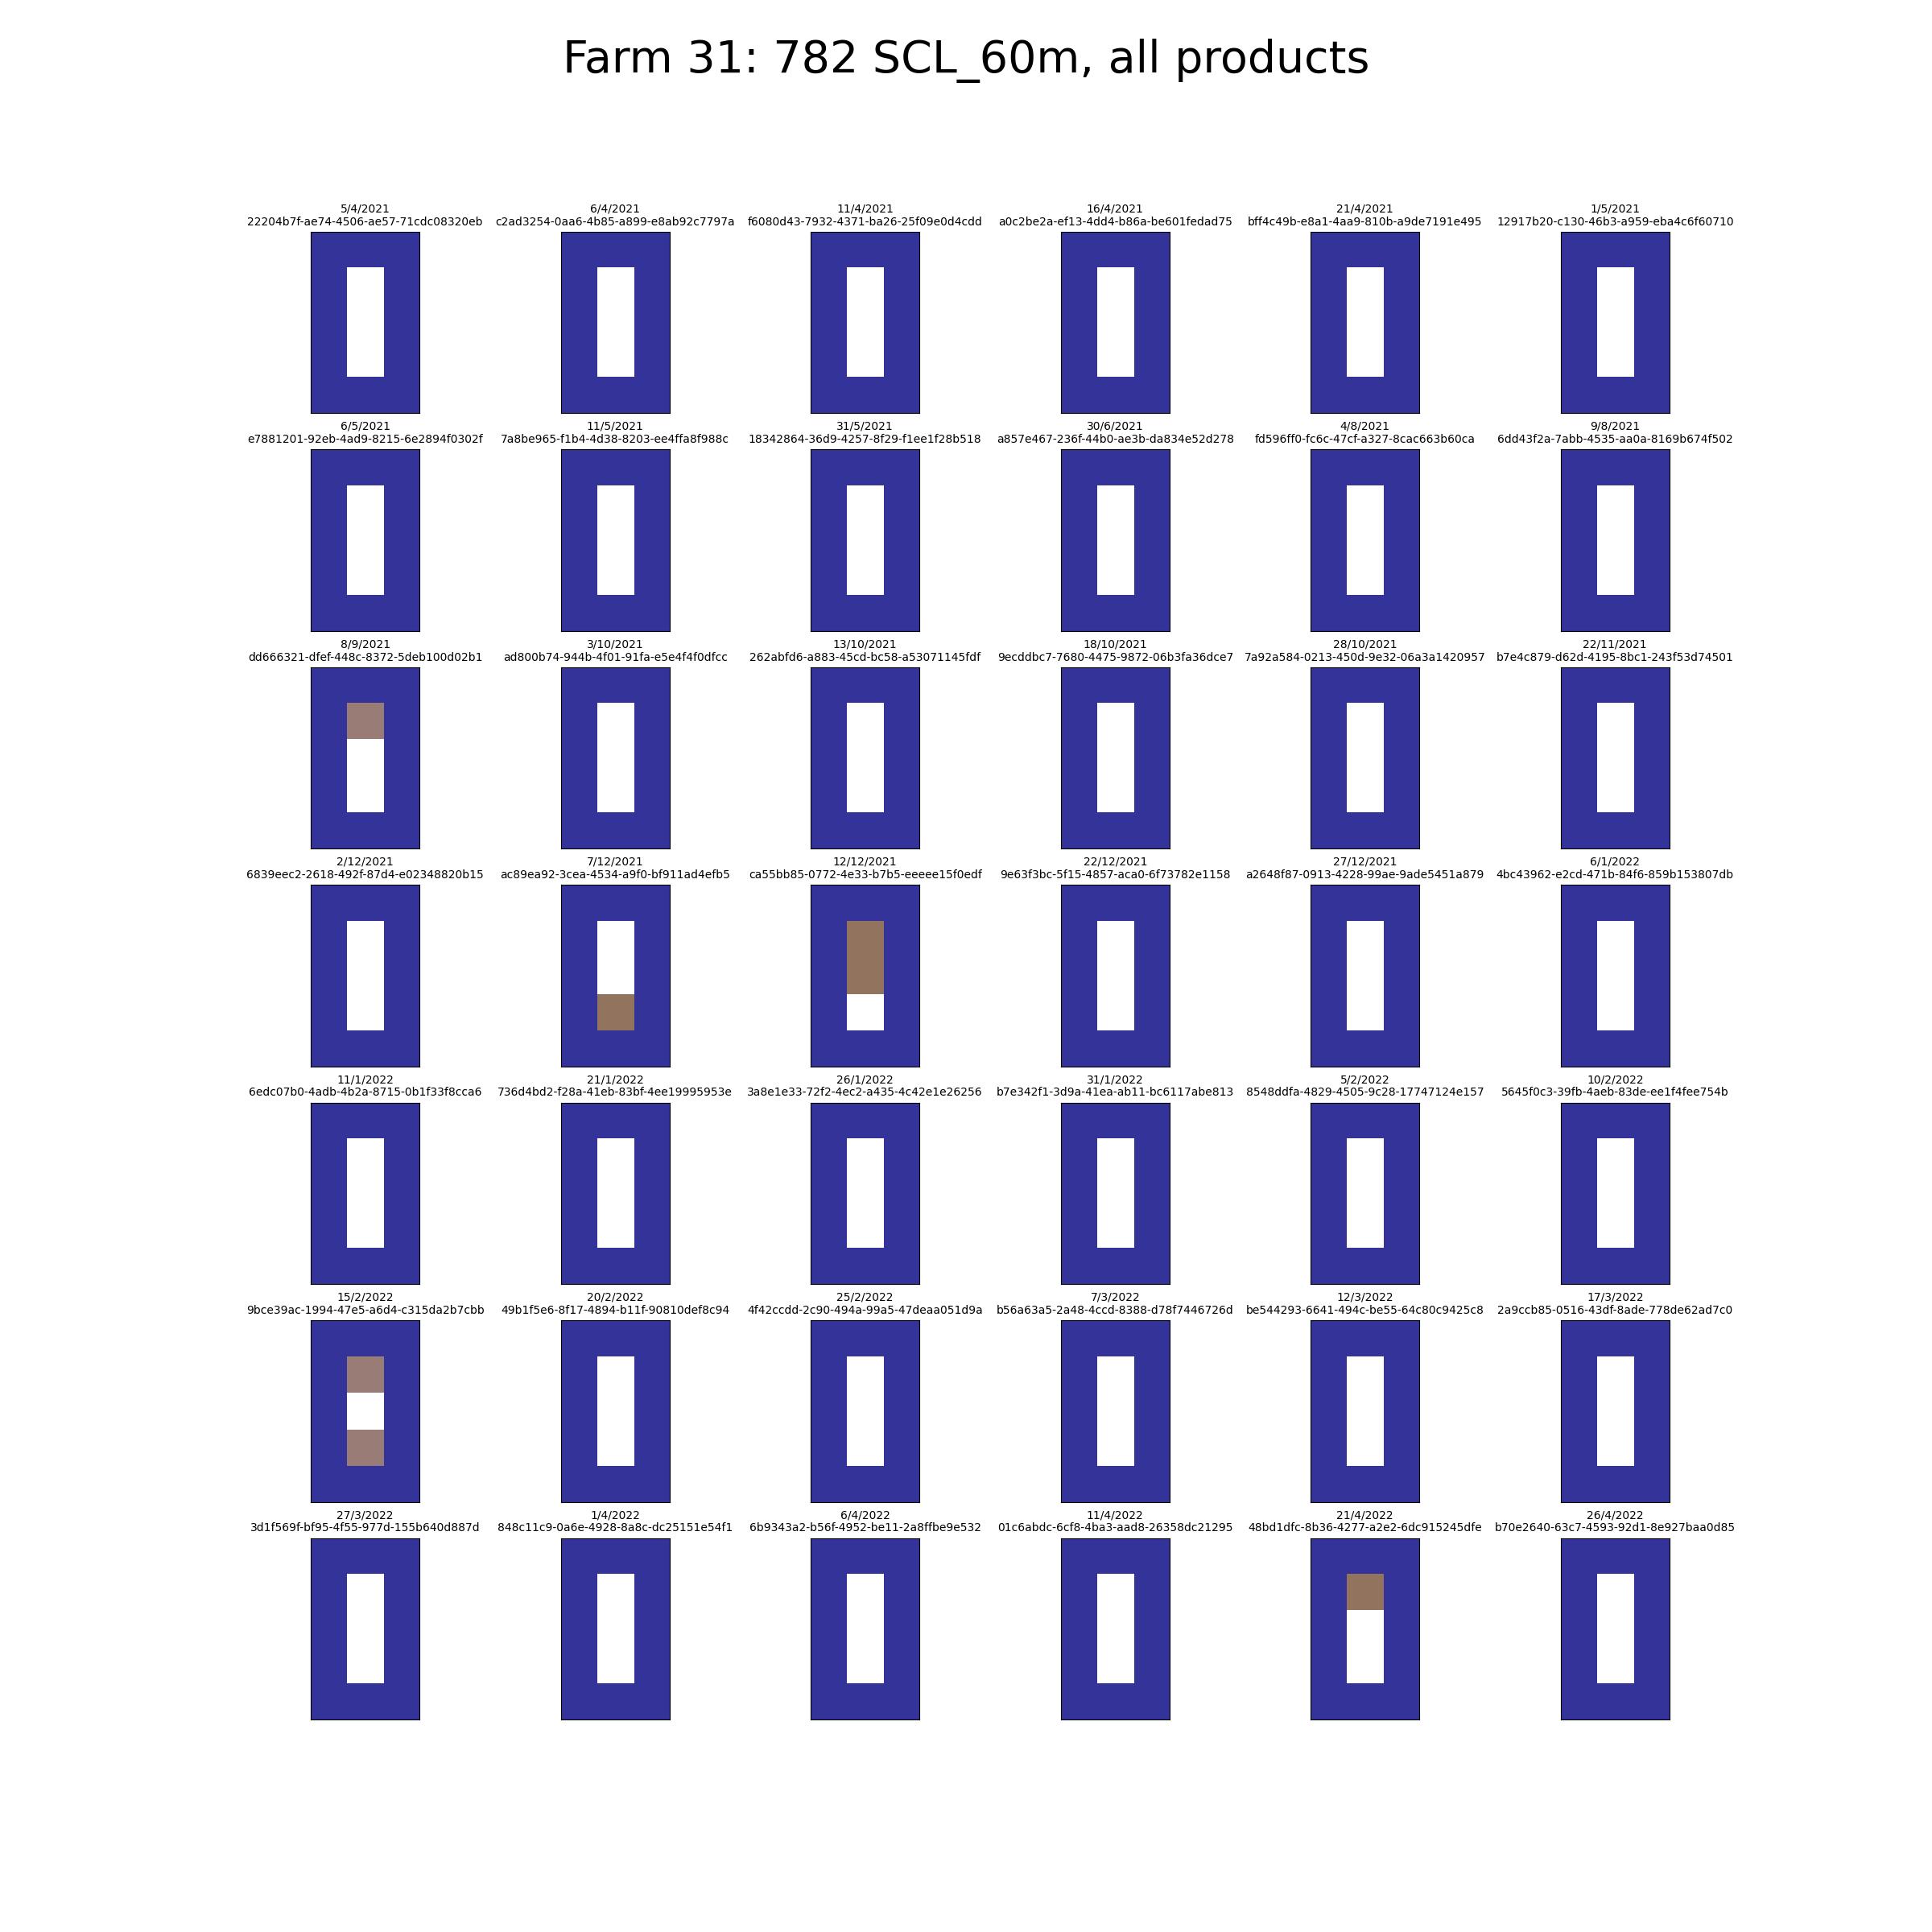 Farm 31: 782 SCL_60m, all products
5/4/2021
22204b7f-ae74-4506-ae57-71cdc08320eb
6/4/2021
c2ad3254-0aa6-4b85-a899-e8ab92c7797a
11/4/2021
f6080d43-7932-4371-ba26-25f09e0d4cdd
16/4/2021
a0c2be2a-ef13-4dd4-b86a-be601fedad75
21/4/2021
bff4c49b-e8a1-4aa9-810b-a9de7191e495
1/5/2021
12917b20-c130-46b3-a959-eba4c6f60710
6/5/2021
e7881201-92eb-4ad9-8215-6e2894f0302f
11/5/2021
7a8be965-f1b4-4d38-8203-ee4ffa8f988c
31/5/2021
18342864-36d9-4257-8f29-f1ee1f28b518
30/6/2021
a857e467-236f-44b0-ae3b-da834e52d278
4/8/2021
fd596ff0-fc6c-47cf-a327-8cac663b60ca
9/8/2021
6dd43f2a-7abb-4535-aa0a-8169b674f502
8/9/2021
dd666321-dfef-448c-8372-5deb100d02b1
3/10/2021
ad800b74-944b-4f01-91fa-e5e4f4f0dfcc
13/10/2021
262abfd6-a883-45cd-bc58-a53071145fdf
18/10/2021
9ecddbc7-7680-4475-9872-06b3fa36dce7
28/10/2021
7a92a584-0213-450d-9e32-06a3a1420957
22/11/2021
b7e4c879-d62d-4195-8bc1-243f53d74501
2/12/2021
6839eec2-2618-492f-87d4-e02348820b15
7/12/2021
ac89ea92-3cea-4534-a9f0-bf911ad4efb5
12/12/2021
ca55bb85-0772-4e33-b7b5-eeeee15f0edf
22/12/2021
9e63f3bc-5f15-4857-aca0-6f73782e1158
27/12/2021
a2648f87-0913-4228-99ae-9ade5451a879
6/1/2022
4bc43962-e2cd-471b-84f6-859b153807db
11/1/2022
6edc07b0-4adb-4b2a-8715-0b1f33f8cca6
21/1/2022
736d4bd2-f28a-41eb-83bf-4ee19995953e
26/1/2022
3a8e1e33-72f2-4ec2-a435-4c42e1e26256
31/1/2022
b7e342f1-3d9a-41ea-ab11-bc6117abe813
5/2/2022
8548ddfa-4829-4505-9c28-17747124e157
10/2/2022
5645f0c3-39fb-4aeb-83de-ee1f4fee754b
15/2/2022
9bce39ac-1994-47e5-a6d4-c315da2b7cbb
20/2/2022
49b1f5e6-8f17-4894-b11f-90810def8c94
25/2/2022
4f42ccdd-2c90-494a-99a5-47deaa051d9a
7/3/2022
b56a63a5-2a48-4ccd-8388-d78f7446726d
12/3/2022
be544293-6641-494c-be55-64c80c9425c8
17/3/2022
2a9ccb85-0516-43df-8ade-778de62ad7c0
27/3/2022
3d1f569f-bf95-4f55-977d-155b640d887d
1/4/2022
848c11c9-0a6e-4928-8a8c-dc25151e54f1
6/4/2022
6b9343a2-b56f-4952-be11-2a8ffbe9e532
11/4/2022
01c6abdc-6cf8-4ba3-aad8-26358dc21295
21/4/2022
48bd1dfc-8b36-4277-a2e2-6dc915245dfe
26/4/2022
b70e2640-63c7-4593-92d1-8e927baa0d85